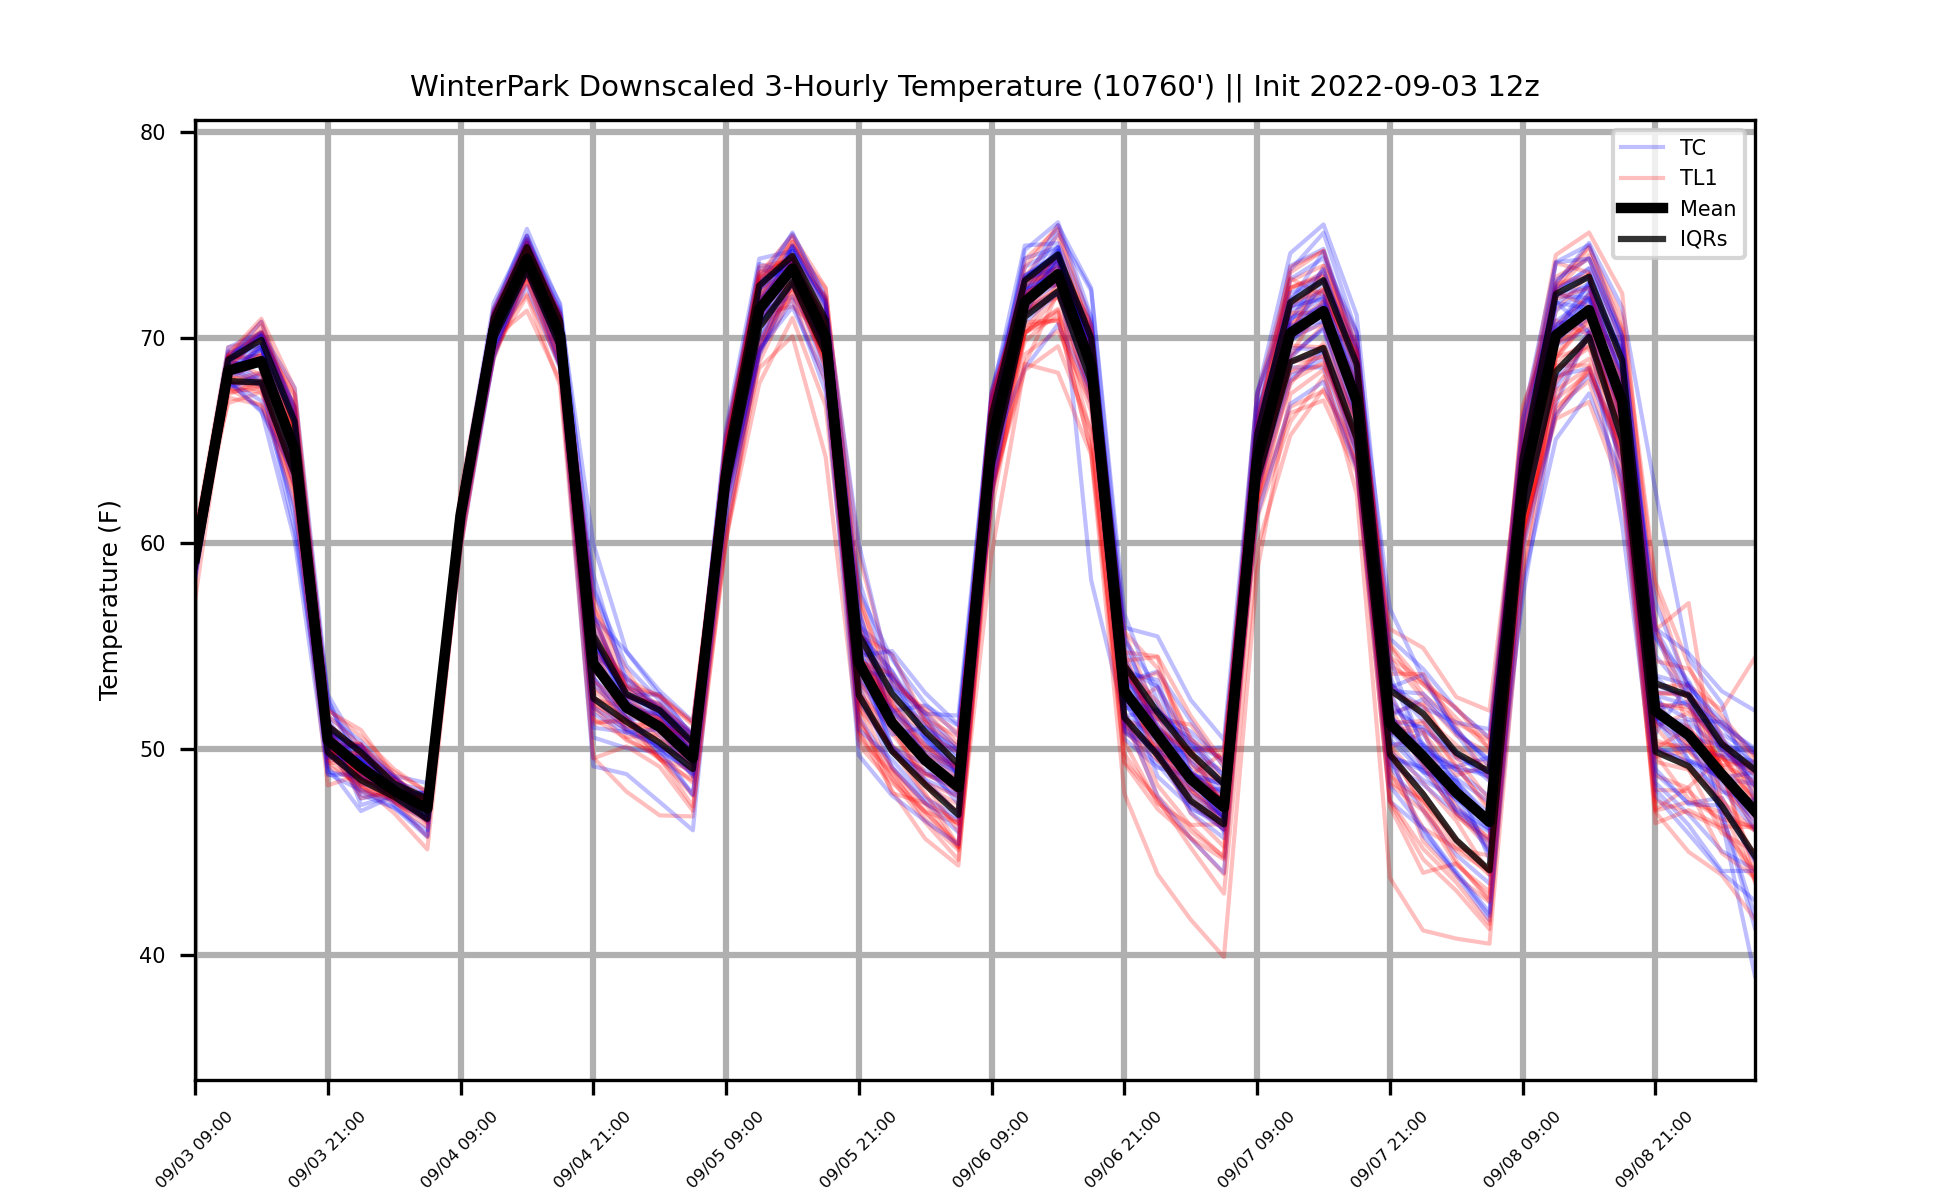 WinterPark Downscaled 3-Hourly Temperature (10760') || Init 2022-09-03 12z
80
70
60
50
40
Temperature (F)
TC
TL1
Mean
IQRs
09/03 09:00
09/03 21:00
09/04 09:00
09/04 21:00
09/05 09:00
09/05 21:00
09/06 09:00
09/06 21:00
09/07 09:00
09/07 21:00
09/08 09:00
09/08 21:00